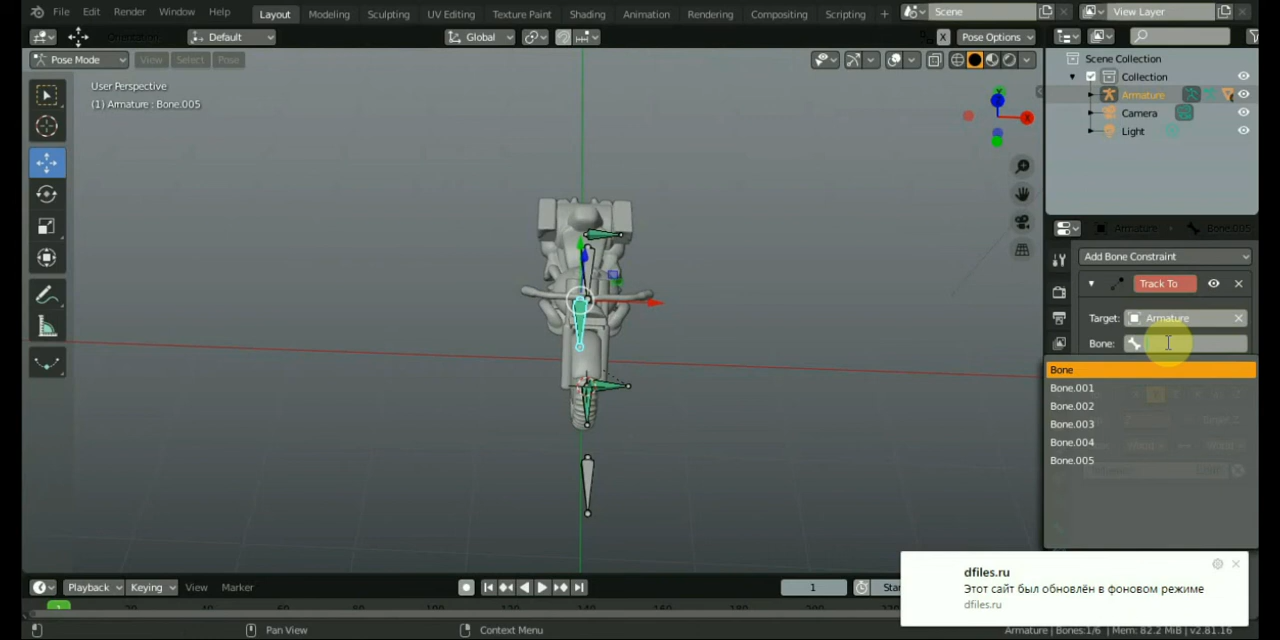 File Edit Render Window Help Layout Modeling Sculpting UV Editing Texture Paint Shading Animation Rendering Compositing Scripting + Scene View Layer
Orientation: Default Global X Pose Options
Pose Mode View Select Pose
User Perspective
(1) Armature : Bone.005
Scene Collection
Collection
Armature
Camera
Light
Armature Bone.005
Add Bone Constraint
Track To
Target: Armature
Bone:
Bone
Bone.001
Bone.002
Bone.003
Bone.004
Bone.005
dfiles.ru
Этот сайт был обновлён в фоновом режиме
dfiles.ru
Playback Keying View Marker 1
Pan View Context Menu Armature | Bones:1/6 | Mem: 82.2 MiB | v2.81.16